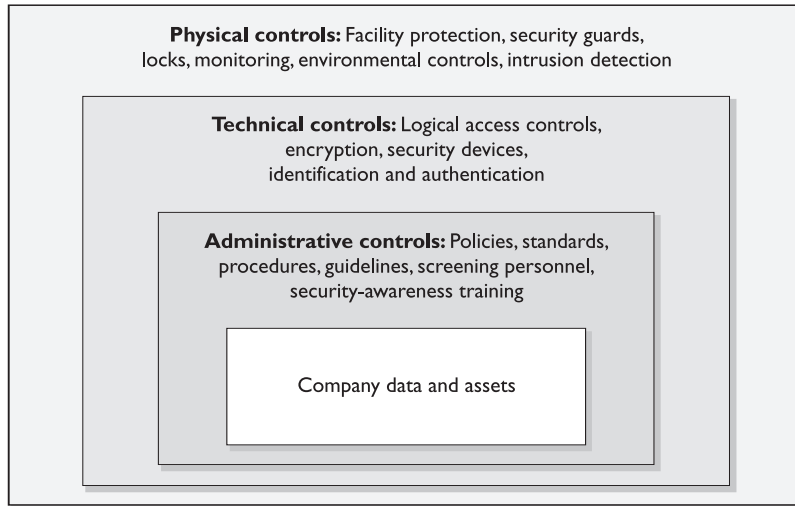 Physical controls: Facility protection, security guards,
locks, monitoring, environmental controls, intrusion detection
Technical controls: Logical access controls,
encryption, security devices,
identification and authentication
Administrative controls: Policies, standards,
procedures, guidelines, screening personnel,
security-awareness training
Company data and assets